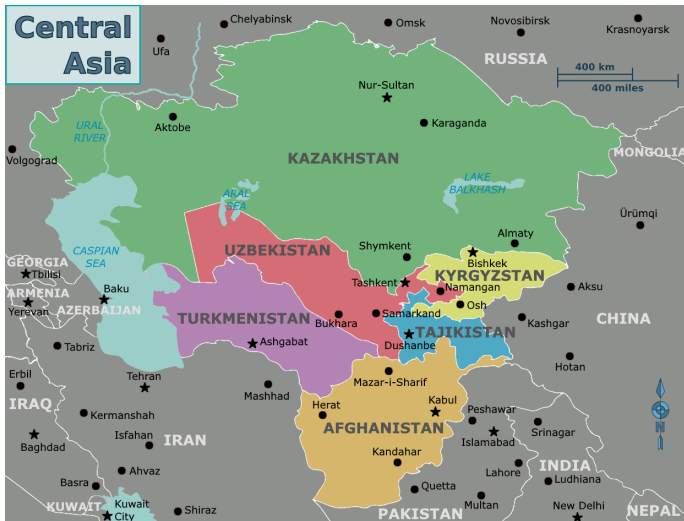 Central
Asia
Chelyabinsk
Omsk
Novosibirsk
Krasnoyarsk
Ufa
RUSSIA
400 km
400 miles
Nur-Sultan
Karaganda
Aktobe
URAL
RIVER
Volgograd
KAZAKHSTAN
MONGOLIA
LAKE
BALKHASH
ARAL
SEA
Ürümqi
Almaty
Shymkent
CASPIAN
SEA
UZBEKISTAN
Bishkek
KYRGYZSTAN
GEORGIA
Tbilisi
Tashkent
Namangan
Aksu
ARMENIA
Baku
Osh
Yerevan
AZERBAIJAN
TURKMENISTAN
Bukhara
Samarkand
TAJIKISTAN
Kashgar
CHINA
Tabriz
Ashgabat
Dushanbe
Hotan
Erbil
Tehran
Mashhad
Mazar-i-Sharif
IRAQ
Kermanshah
Herat
Kabul
Peshawar
N
Isfahan
IRAN
AFGHANISTAN
Islamabad
Srinagar
Baghdad
Kandahar
Ahvaz
Lahore
INDIA
Basra
Quetta
Ludhiana
Multan
KUWAIT
Kuwait
City
Shiraz
PAKISTAN
New Delhi
NEPAL